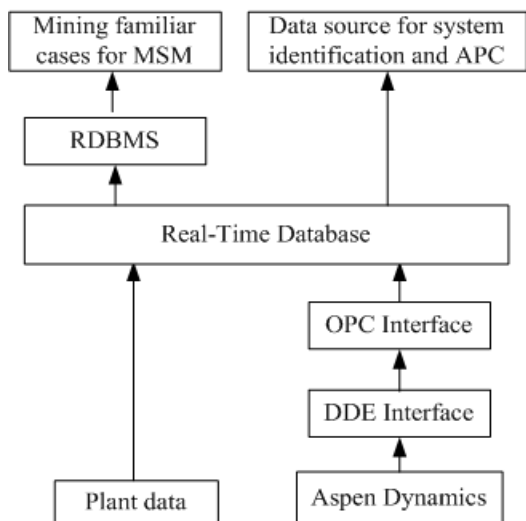 Mining familiar
cases for MSM
Data source for system
identification and APC
RDBMS
Real-Time Database
OPC Interface
DDE Interface
Plant data
Aspen Dynamics